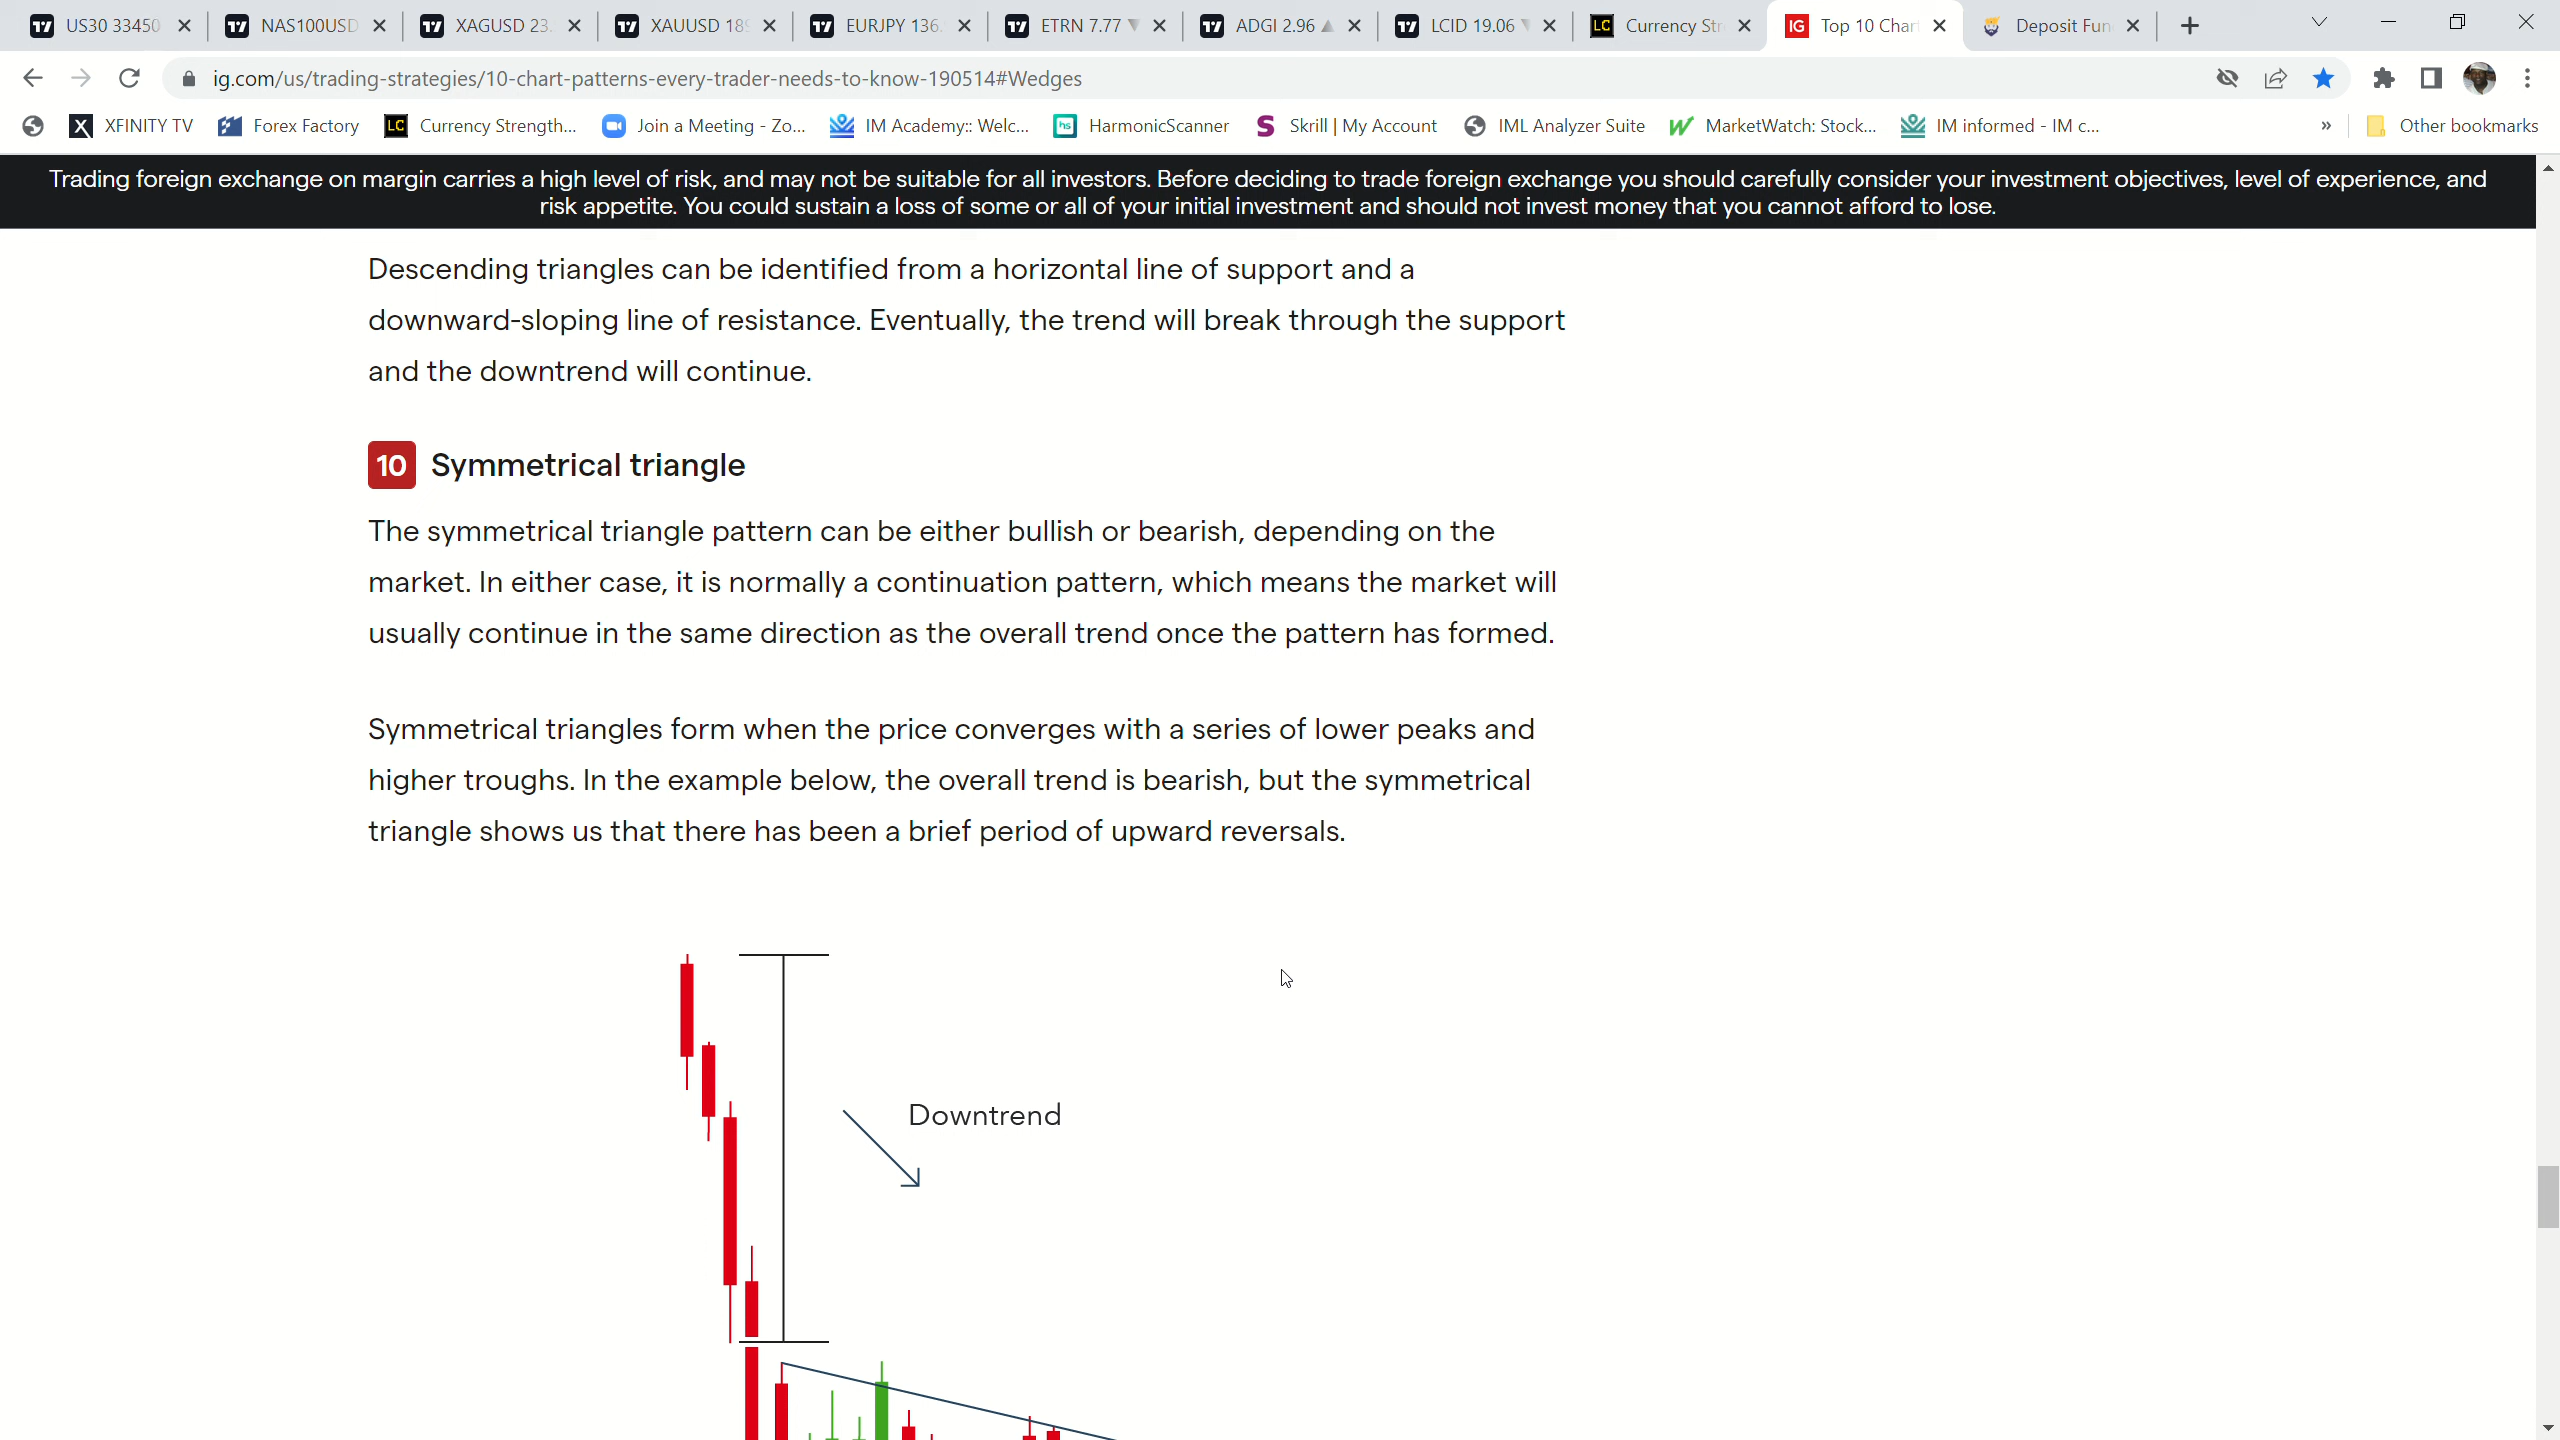 US30 33450
NAS100USD
XAGUSD 23.
XAUUSD 189
EURJPY 136.
ETRN 7.77
ADGI 2.96
LCID 19.06
LC Currency Str
IG Top 10 Char
Deposit Fun
ig.com/us/trading-strategies/10-chart-patterns-every-trader-needs-to-know-190514#Wedges
XFINITY TV
Forex Factory
LC Currency Strength...
Join a Meeting - Zo...
IM Academy:: Welc...
hs HarmonicScanner
Skrill | My Account
IML Analyzer Suite
MarketWatch: Stock...
IM informed - IM c...
»
Other bookmarks
Trading foreign exchange on margin carries a high level of risk, and may not be suitable for all investors. Before deciding to trade foreign exchange you should carefully consider your investment objectives, level of experience, and
risk appetite. You could sustain a loss of some or all of your initial investment and should not invest money that you cannot afford to lose.
Descending triangles can be identified from a horizontal line of support and a
downward-sloping line of resistance. Eventually, the trend will break through the support
and the downtrend will continue.
10 Symmetrical triangle
The symmetrical triangle pattern can be either bullish or bearish, depending on the
market. In either case, it is normally a continuation pattern, which means the market will
usually continue in the same direction as the overall trend once the pattern has formed.
Symmetrical triangles form when the price converges with a series of lower peaks and
higher troughs. In the example below, the overall trend is bearish, but the symmetrical
triangle shows us that there has been a brief period of upward reversals.
Downtrend